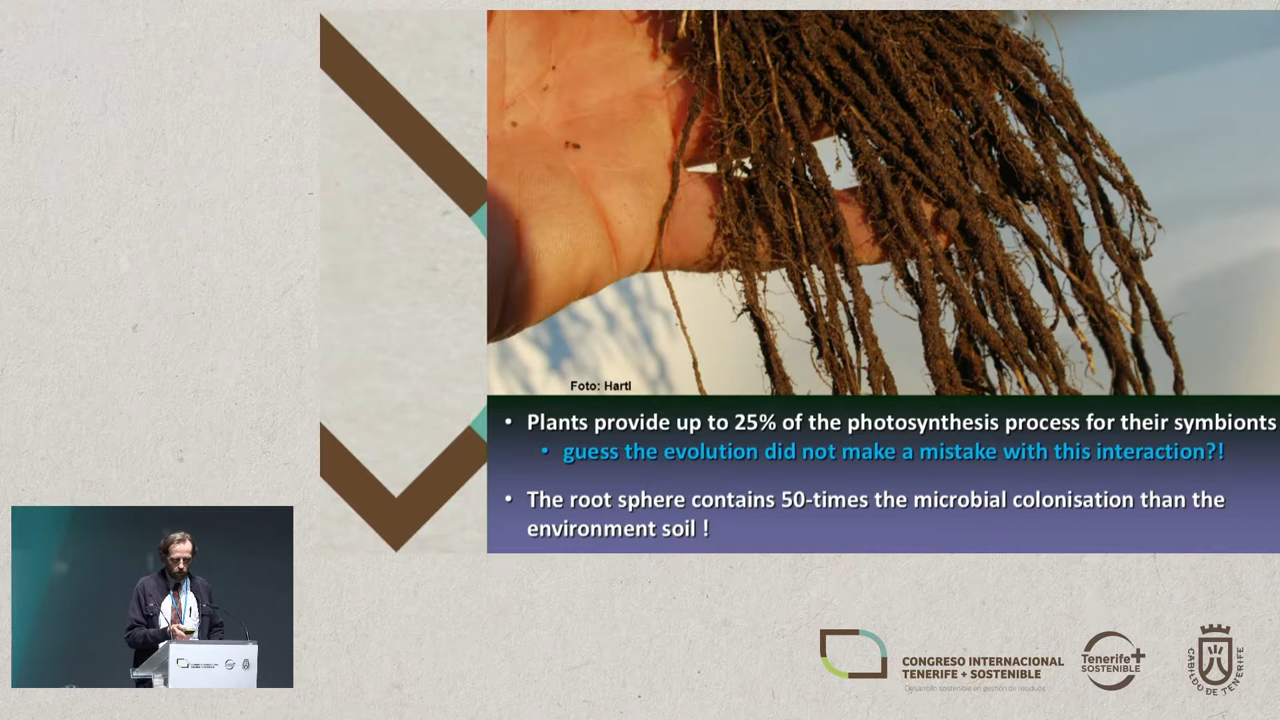 Foto: Hartl
• Plants provide up to 25% of the photosynthesis process for their symbionts
• guess the evolution did not make a mistake with this interaction?!
• The root sphere contains 50-times the microbial colonisation than the
environment soil !
CONGRESO INTERNACIONAL
TENERIFE + SOSTENIBLE
Desarrollo sostenible en gestión de residuos
Tenerife+
SOSTENIBLE
CABILDO DE TENERIFE